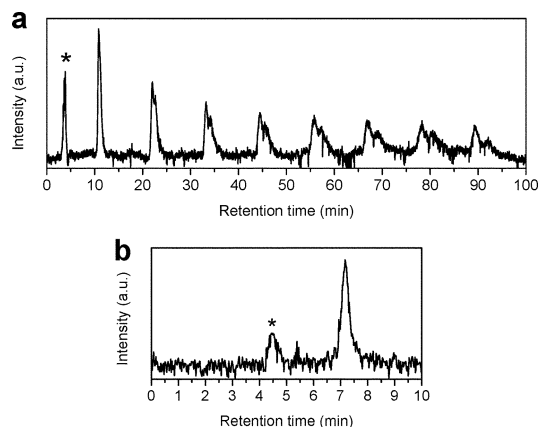 a
*
Intensity (a.u.)
0 10 20 30 40 50 60 70 80 90 100
Retention time (min)
b
*
Intensity (a.u.)
0 1 2 3 4 5 6 7 8 9 10
Retention time (min)